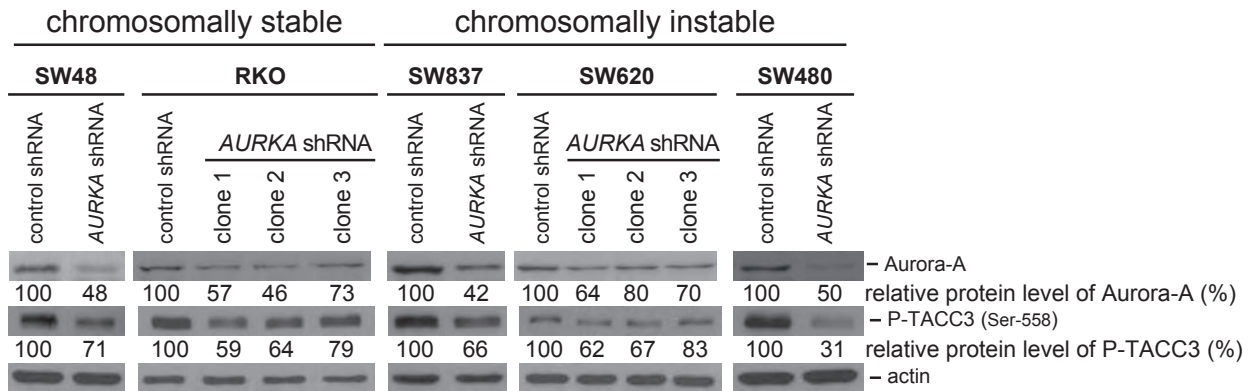 chromosomally stable chromosomally instable
SW48 RKO SW837 SW620 SW480
control shRNA
AURKA shRNA
control shRNA
AURKA shRNA
clone 1
clone 2
clone 3
control shRNA
AURKA shRNA
control shRNA
AURKA shRNA
clone 1
clone 2
clone 3
control shRNA
AURKA shRNA
– Aurora-A
100 48 100 57 46 73 100 42 100 64 80 70 100 50 relative protein level of Aurora-A (%)
– P-TACC3 (Ser-558)
100 71 100 59 64 79 100 66 100 62 67 83 100 31 relative protein level of P-TACC3 (%)
– actin